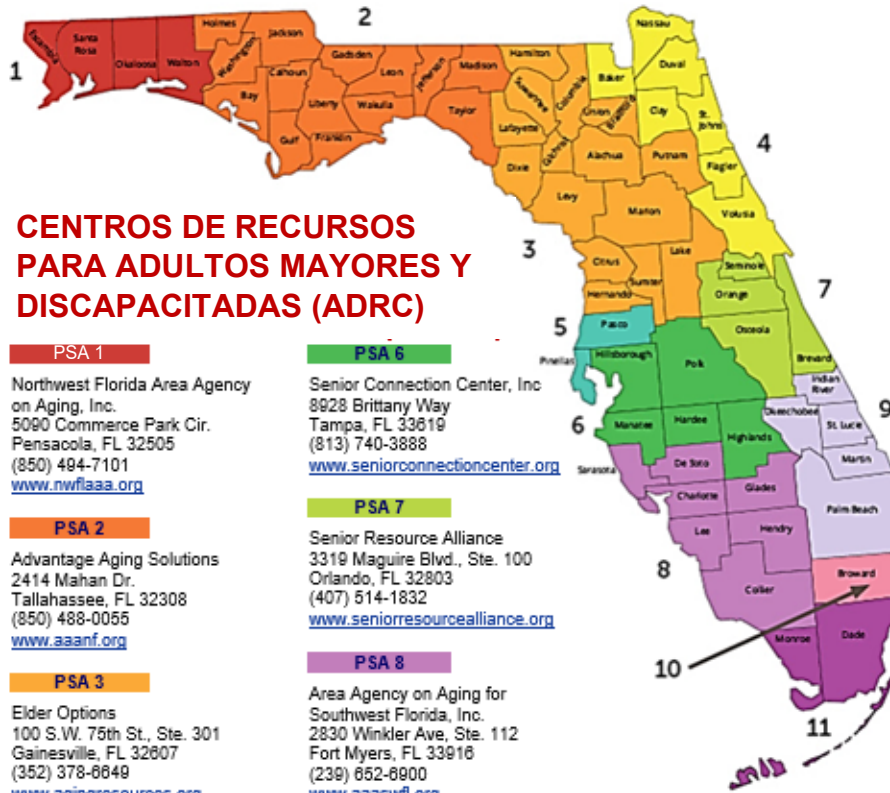 2
1
Escambia
Santa
Rosa
Okaloosa
Walton
Holmes
Washington
Jackson
Bay
Calhoun
Gulf
Gadsden
Liberty
Franklin
Leon
Wakulla
Jefferson
Madison
Taylor
Hamilton
Suwannee
Columbia
Lafayette
Dixie
Gilchrist
Baker
Union
Bradford
Alachua
Levy
Marion
Putnam
Nassau
Duval
Clay
St.
Johns
Flagler
Volusia
4
3
Citrus
Hernando
Sumter
Lake
Seminole
Orange
Osceola
Brevard
7
5
Pasco
Pinellas
Hillsborough
Polk
Manatee
Hardee
Highlands
6
Indian
River
Okeechobee
St. Lucie
Martin
Palm Beach
9
Sarasota
De Soto
Charlotte
Glades
Lee
Hendry
Collier
8
Broward
10
Monroe
Dade
11
CENTROS DE RECURSOS
PARA ADULTOS MAYORES Y
DISCAPACITADAS (ADRC)
PSA 1
Northwest Florida Area Agency
on Aging, Inc.
5090 Commerce Park Cir.
Pensacola, FL 32505
(850) 494-7101
www.nwflaaa.org
PSA 2
Advantage Aging Solutions
2414 Mahan Dr.
Tallahassee, FL 32308
(850) 488-0055
www.aaanf.org
PSA 3
Elder Options
100 S.W. 75th St., Ste. 301
Gainesville, FL 32607
(352) 378-6649
www.agingresources.org
PSA 6
Senior Connection Center, Inc
8928 Brittany Way
Tampa, FL 33619
(813) 740-3888
www.seniorconnectioncenter.org
PSA 7
Senior Resource Alliance
3319 Maguire Blvd., Ste. 100
Orlando, FL 32803
(407) 514-1832
www.seniorresourcealliance.org
PSA 8
Area Agency on Aging for
Southwest Florida, Inc.
2830 Winkler Ave, Ste. 112
Fort Myers, FL 33916
(239) 652-6900
www.aaaswfl.org